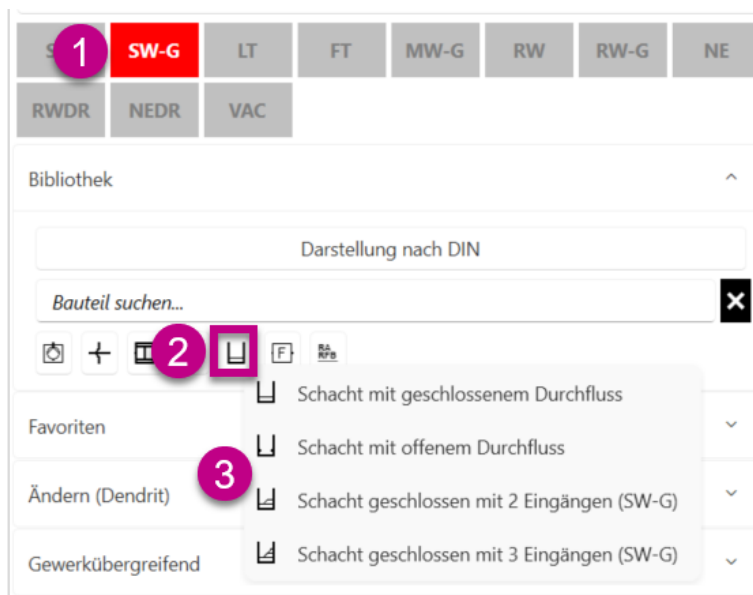 1 SW-G LT FT MW-G RW RW-G NE
RWDR NEDR VAC
Bibliothek
Darstellung nach DIN
Bauteil suchen...
2 F RA RFB
Schacht mit geschlossenem Durchfluss
Favoriten
Schacht mit offenem Durchfluss
3
Ändern (Dendrit)
Schacht geschlossen mit 2 Eingängen (SW-G)
Schacht geschlossen mit 3 Eingängen (SW-G)
Gewerkübergreifend